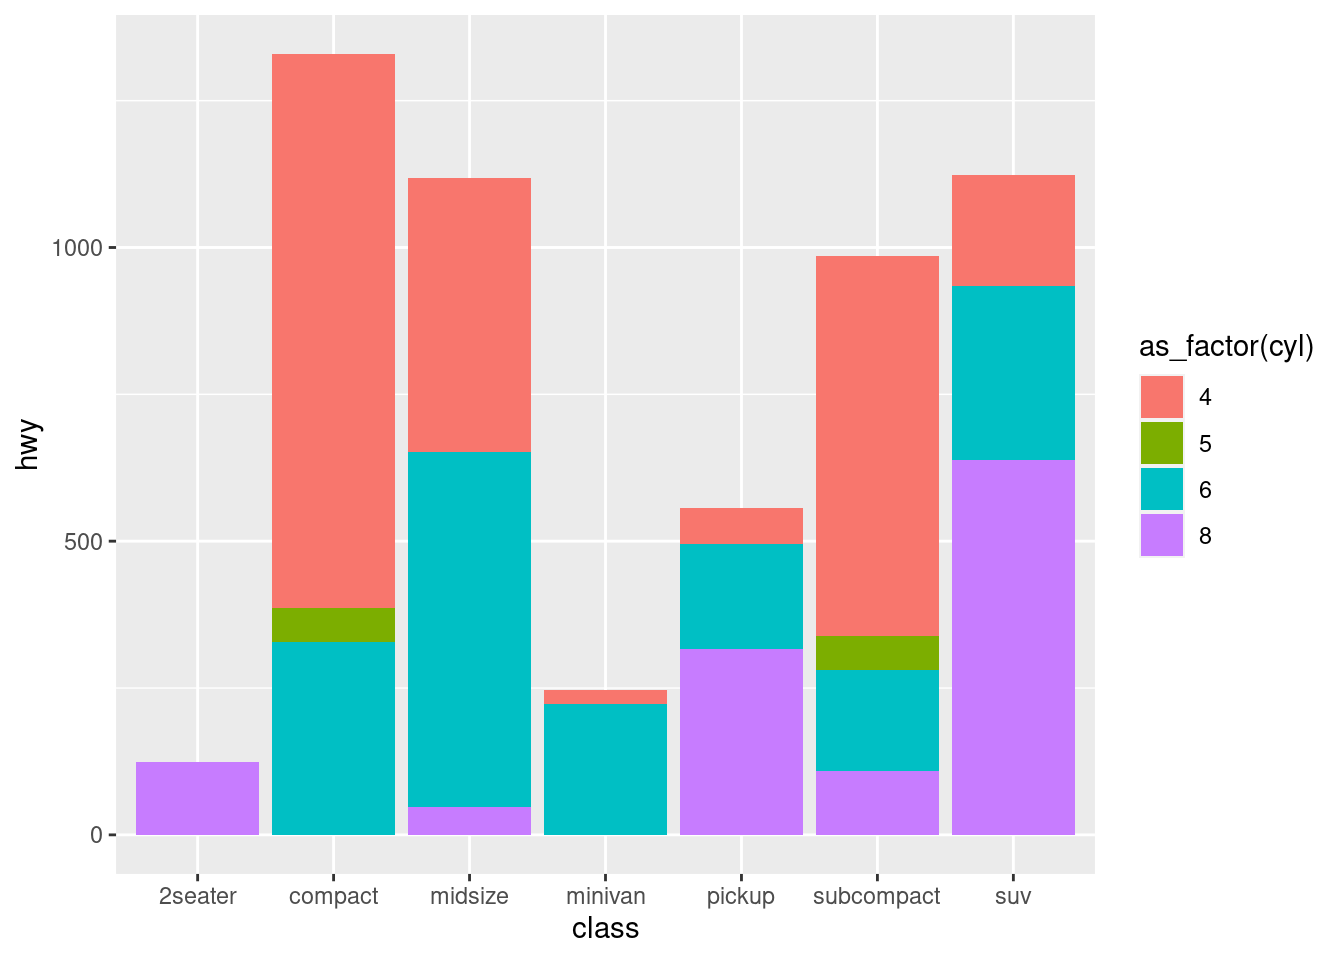 1000
500
0
hwy
2seater compact midsize minivan pickup subcompact suv
class
as_factor(cyl)
4
5
6
8